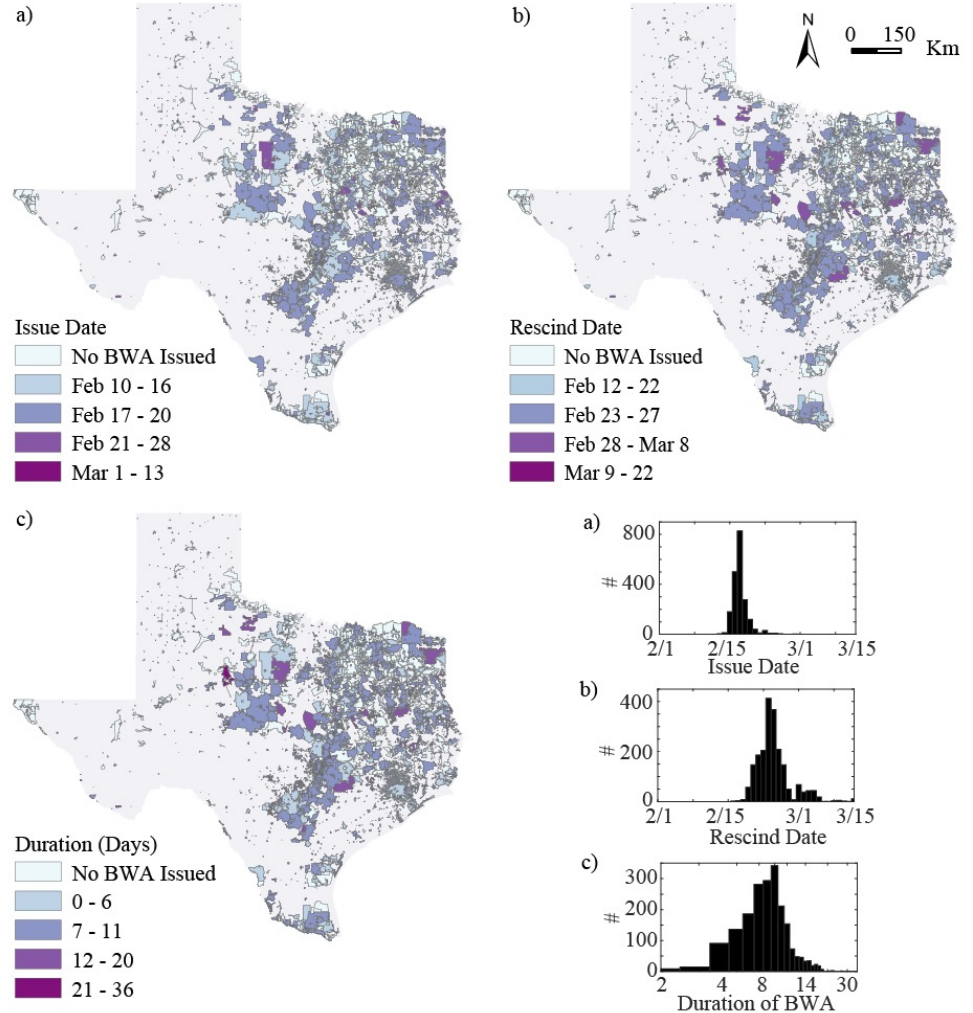 a)
b)
N
0 150 Km
Issue Date
No BWA Issued
Feb 10 - 16
Feb 17 - 20
Feb 21 - 28
Mar 1 - 13
Rescind Date
No BWA Issued
Feb 12 - 22
Feb 23 - 27
Feb 28 - Mar 8
Mar 9 - 22
c)
Duration (Days)
No BWA Issued
0 - 6
7 - 11
12 - 20
21 - 36
a)
800
400
0
#
2/1 2/15 3/1 3/15
Issue Date
b)
400
200
0
#
2/1 2/15 3/1 3/15
Rescind Date
c)
300
200
100
0
#
2 4 8 14 30
Duration of BWA